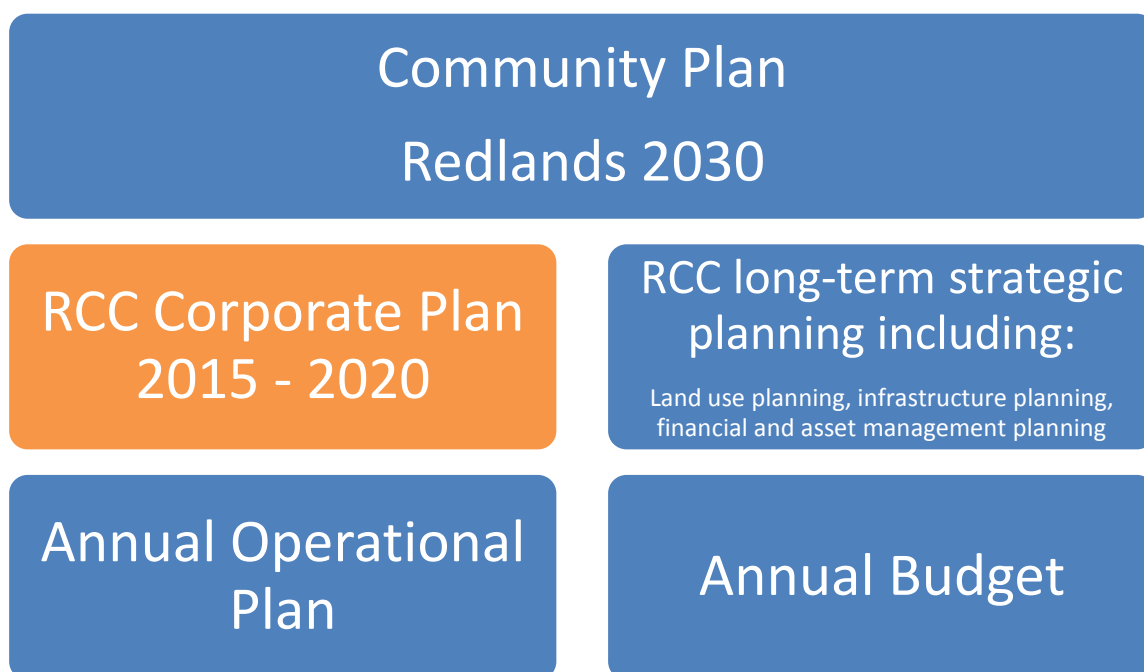 Community Plan
Redlands 2030
RCC Corporate Plan
2015 - 2020
RCC long-term strategic
planning including:
Land use planning, infrastructure planning,
financial and asset management planning
Annual Operational
Plan
Annual Budget